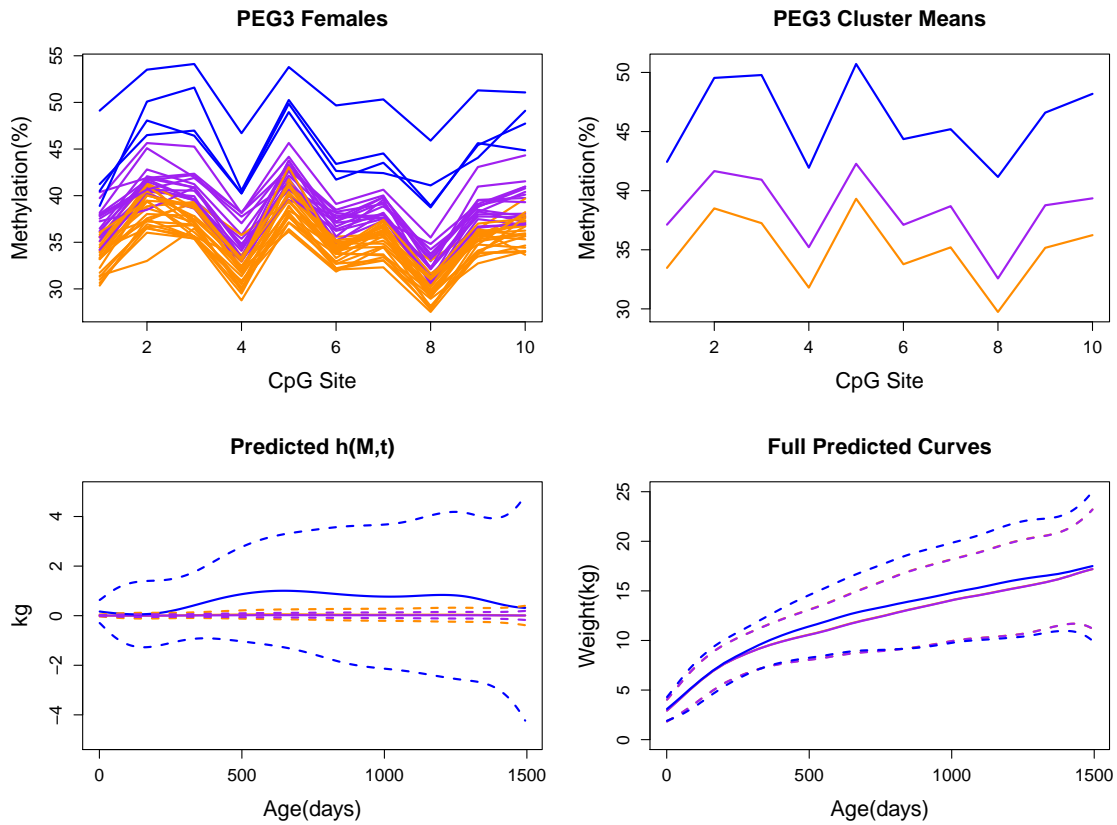 PEG3 Females
Methylation(%)
55
50
45
40
35
30
2 4 6 8 10
CpG Site
PEG3 Cluster Means
Methylation(%)
50
45
40
35
30
2 4 6 8 10
CpG Site
Predicted h(M,t)
kg
4
2
0
−2
−4
0 500 1000 1500
Age(days)
Full Predicted Curves
Weight(kg)
25
20
15
10
5
0
0 500 1000 1500
Age(days)